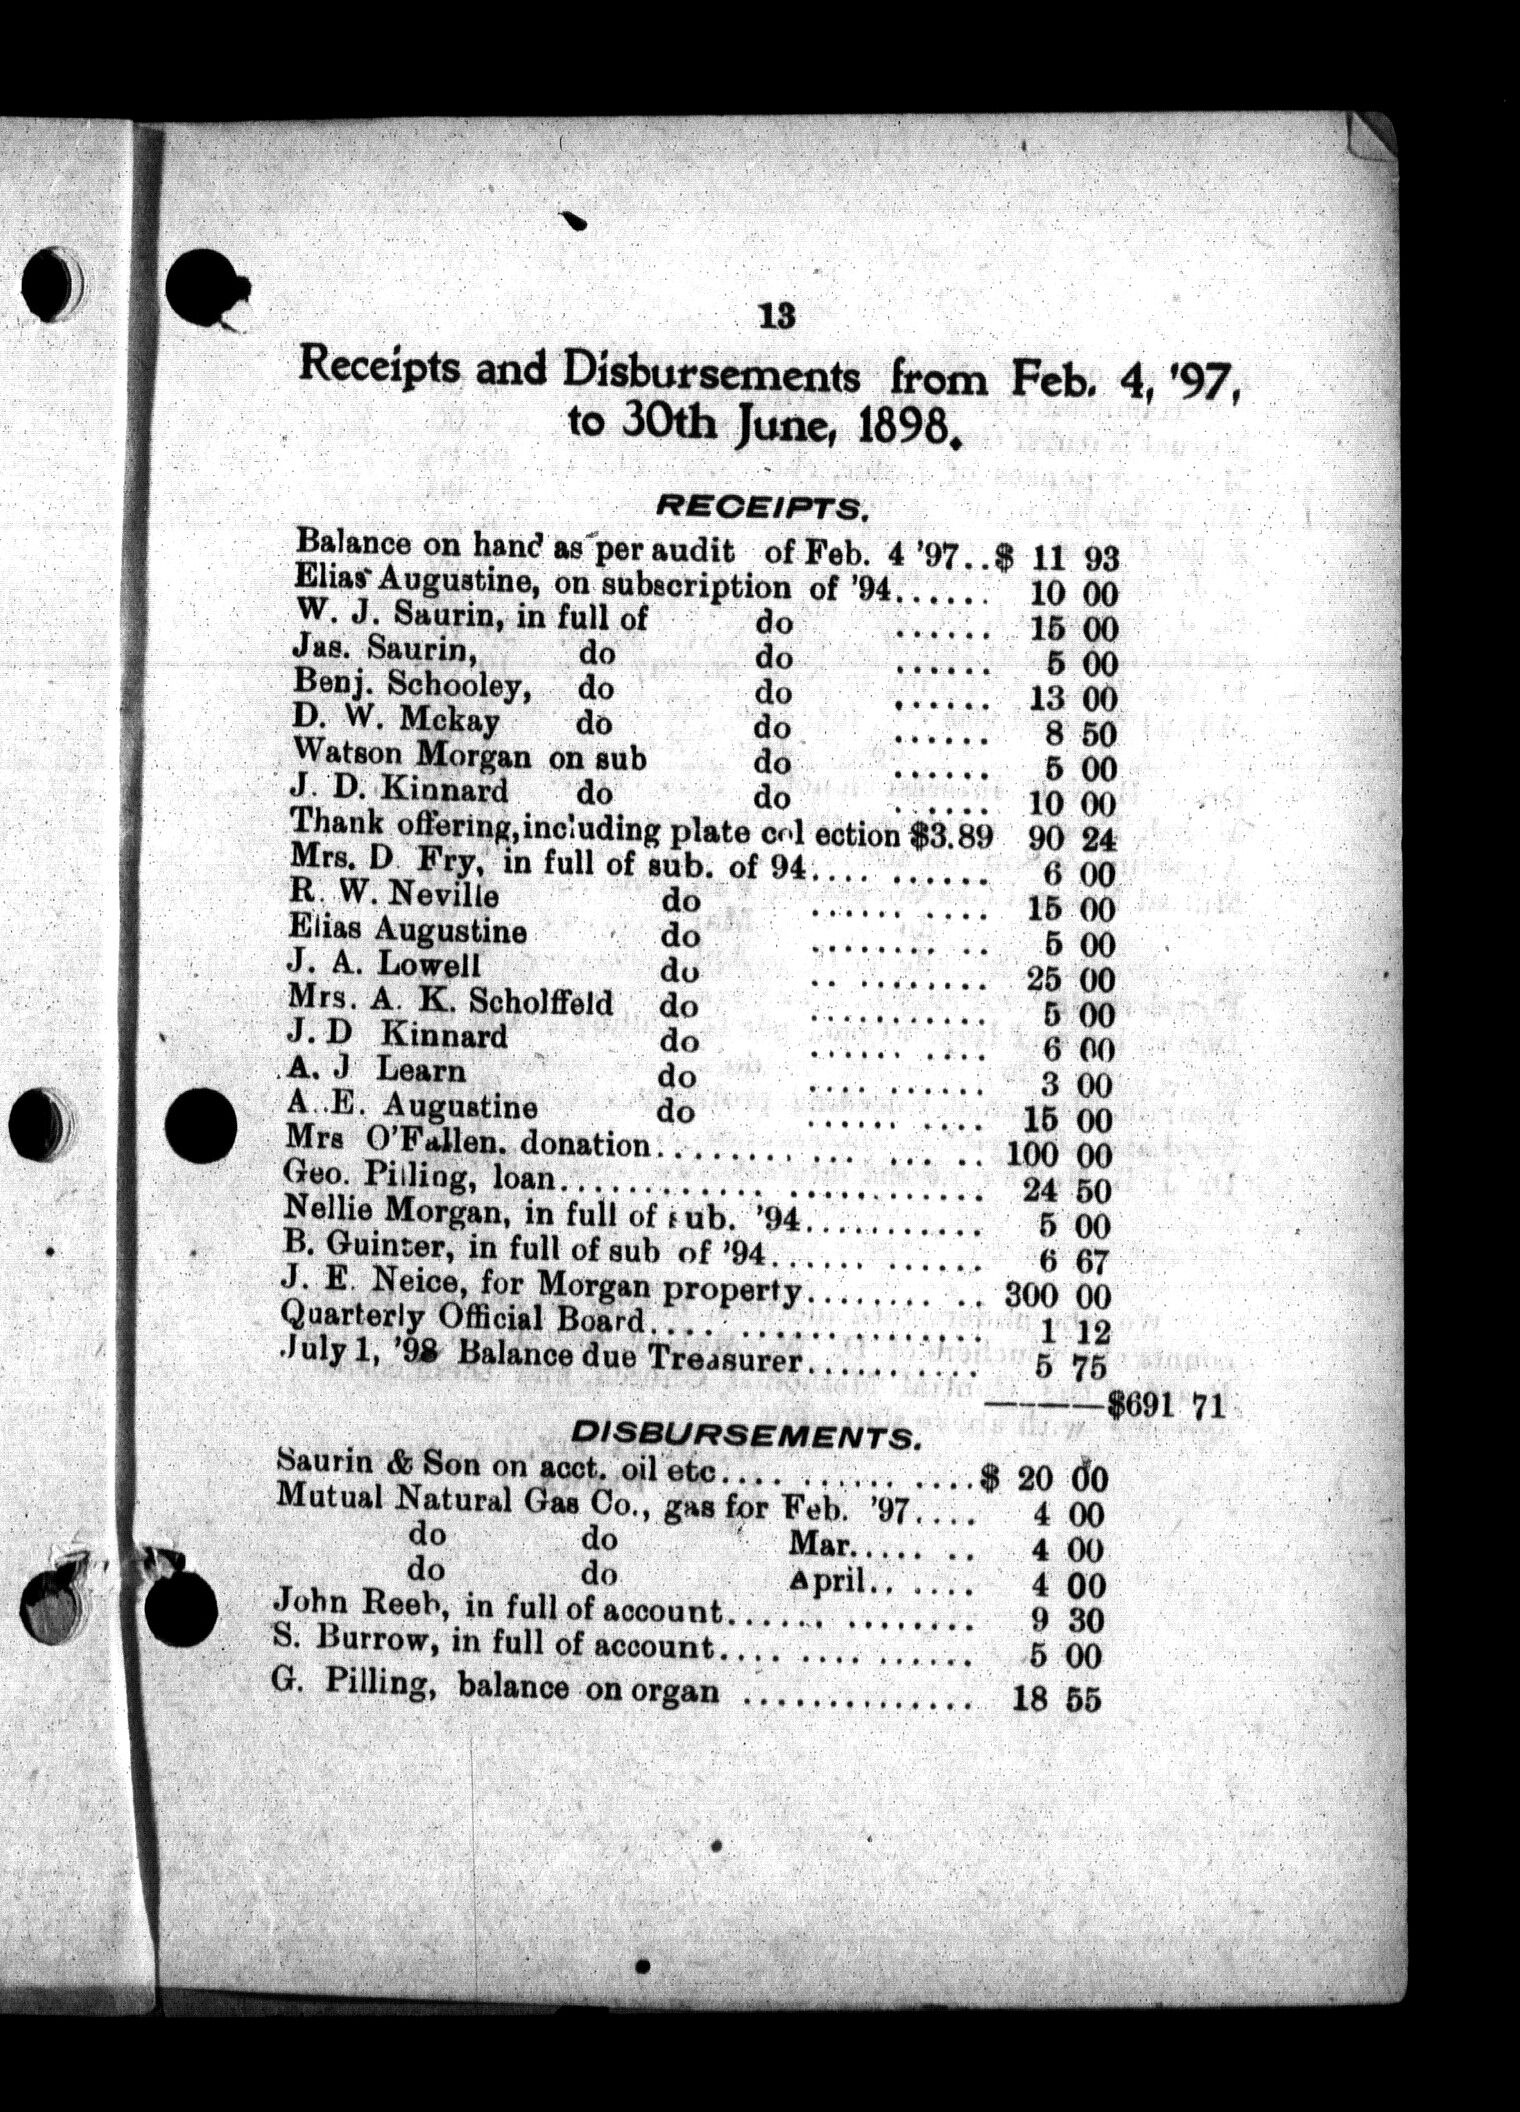 13
Receipts and Disbursements from Feb. 4, '97,
to 30th June, 1898.
RECEIPTS.
Balance on hand as per audit of Feb. 4 '97..$ 11 93
Elias Augustine, on subscription of '94...... 10 00
W. J. Saurin, in full of do ...... 15 00
Jas. Saurin, do do ...... 5 00
Benj. Schooley, do do ...... 13 00
D. W. Mckay do do ...... 8 50
Watson Morgan on sub do ...... 5 00
J. D. Kinnard do do ...... 10 00
Thank offering, including plate col ection $3.89 90 24
Mrs. D. Fry, in full of sub. of 94.... ...... 6 00
R. W. Neville do ...... .... 15 00
Elias Augustine do ........ .. 5 00
J. A. Lowell do .. ......... 25 00
Mrs. A. K. Scholffeld do ........... 5 00
J. D Kinnard do ...... .... 6 00
A. J Learn do .... ...... 3 00
A. E. Augustine do ...... .... 15 00
Mrs O'Fallen. donation........ ... ... .. 100 00
Geo. Pilling, loan............ ............ 24 50
Nellie Morgan, in full of sub. '94........... 5 00
B. Guinter, in full of sub of '94...... ...... 6 67
J. E. Neice, for Morgan property........ .. 300 00
Quarterly Official Board.... ............... 1 12
July 1, '98 Balance due Treasurer........... 5 75
—————$691 71
DISBURSEMENTS.
Saurin & Son on acct. oil etc.... ...... ....$ 20 00
Mutual Natural Gas Co., gas for Feb. '97.... 4 00
do do Mar..... .. 4 00
do do April.. .... 4 00
John Reeb, in full of account...... ........ 9 30
S. Burrow, in full of account.... .... ...... 5 00
G. Pilling, balance on organ .............. 18 55